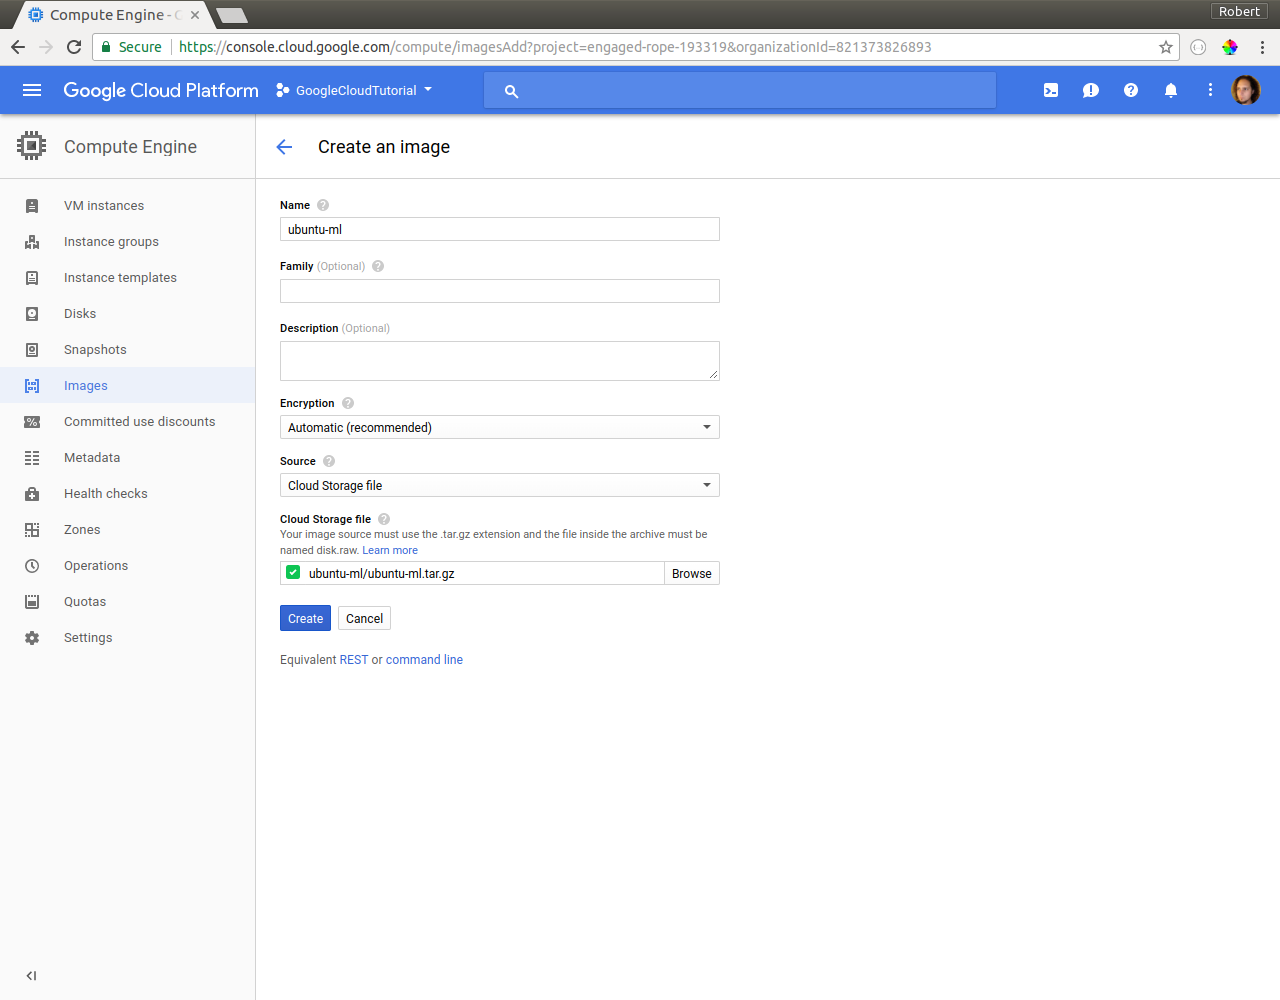 Compute Engine - C
Robert
Secure
https://console.cloud.google.com/compute/imagesAdd?project=engaged-rope-193319&organizationId=821373826893
Google Cloud Platform
GoogleCloudTutorial
Compute Engine
Create an image
VM instances
Instance groups
Instance templates
Disks
Snapshots
Images
Committed use discounts
Metadata
Health checks
Zones
Operations
Quotas
Settings
Name
ubuntu-ml
Family (Optional)
Description (Optional)
Encryption
Automatic (recommended)
Source
Cloud Storage file
Cloud Storage file
Your image source must use the .tar.gz extension and the file inside the archive must be
named disk.raw. Learn more
ubuntu-ml/ubuntu-ml.tar.gz
Browse
Create
Cancel
Equivalent REST or command line